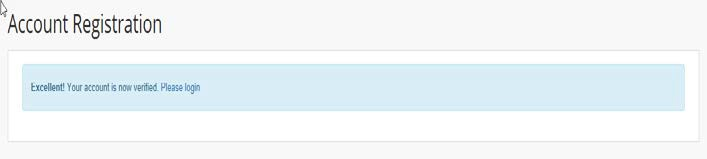 Account Registration
Excellent! Your account is now verified. Please login